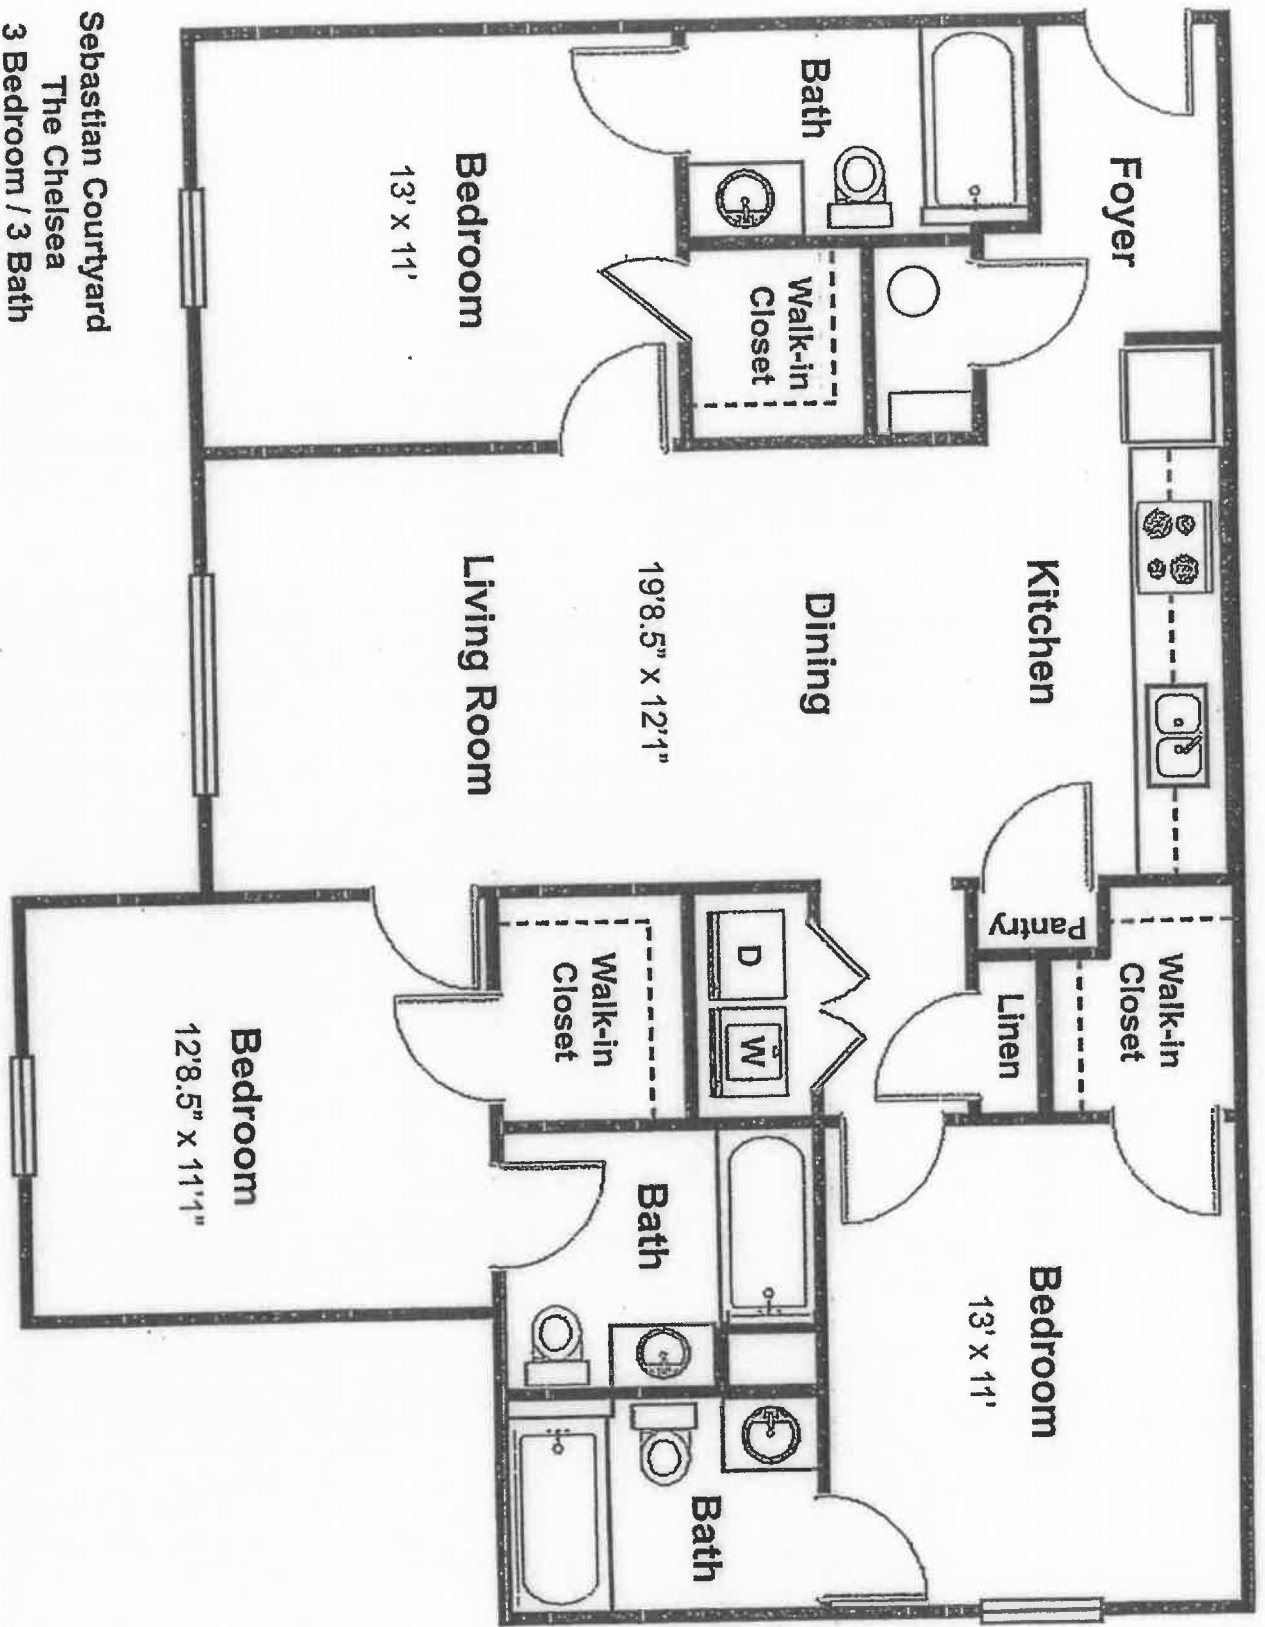 Foyer
Bath
Walk-in
Closet
Bedroom
13' x 11'
Kitchen
Dining
19'8.5" x 12'1"
Living Room
Pantry
Linen
Walk-in
Closet
D
W
Walk-in
Closet
Bedroom
12'8.5" x 11'1"
Bath
Bedroom
13' x 11'
Bath
Sebastian Courtyard
The Chelsea
3 Bedroom / 3 Bath